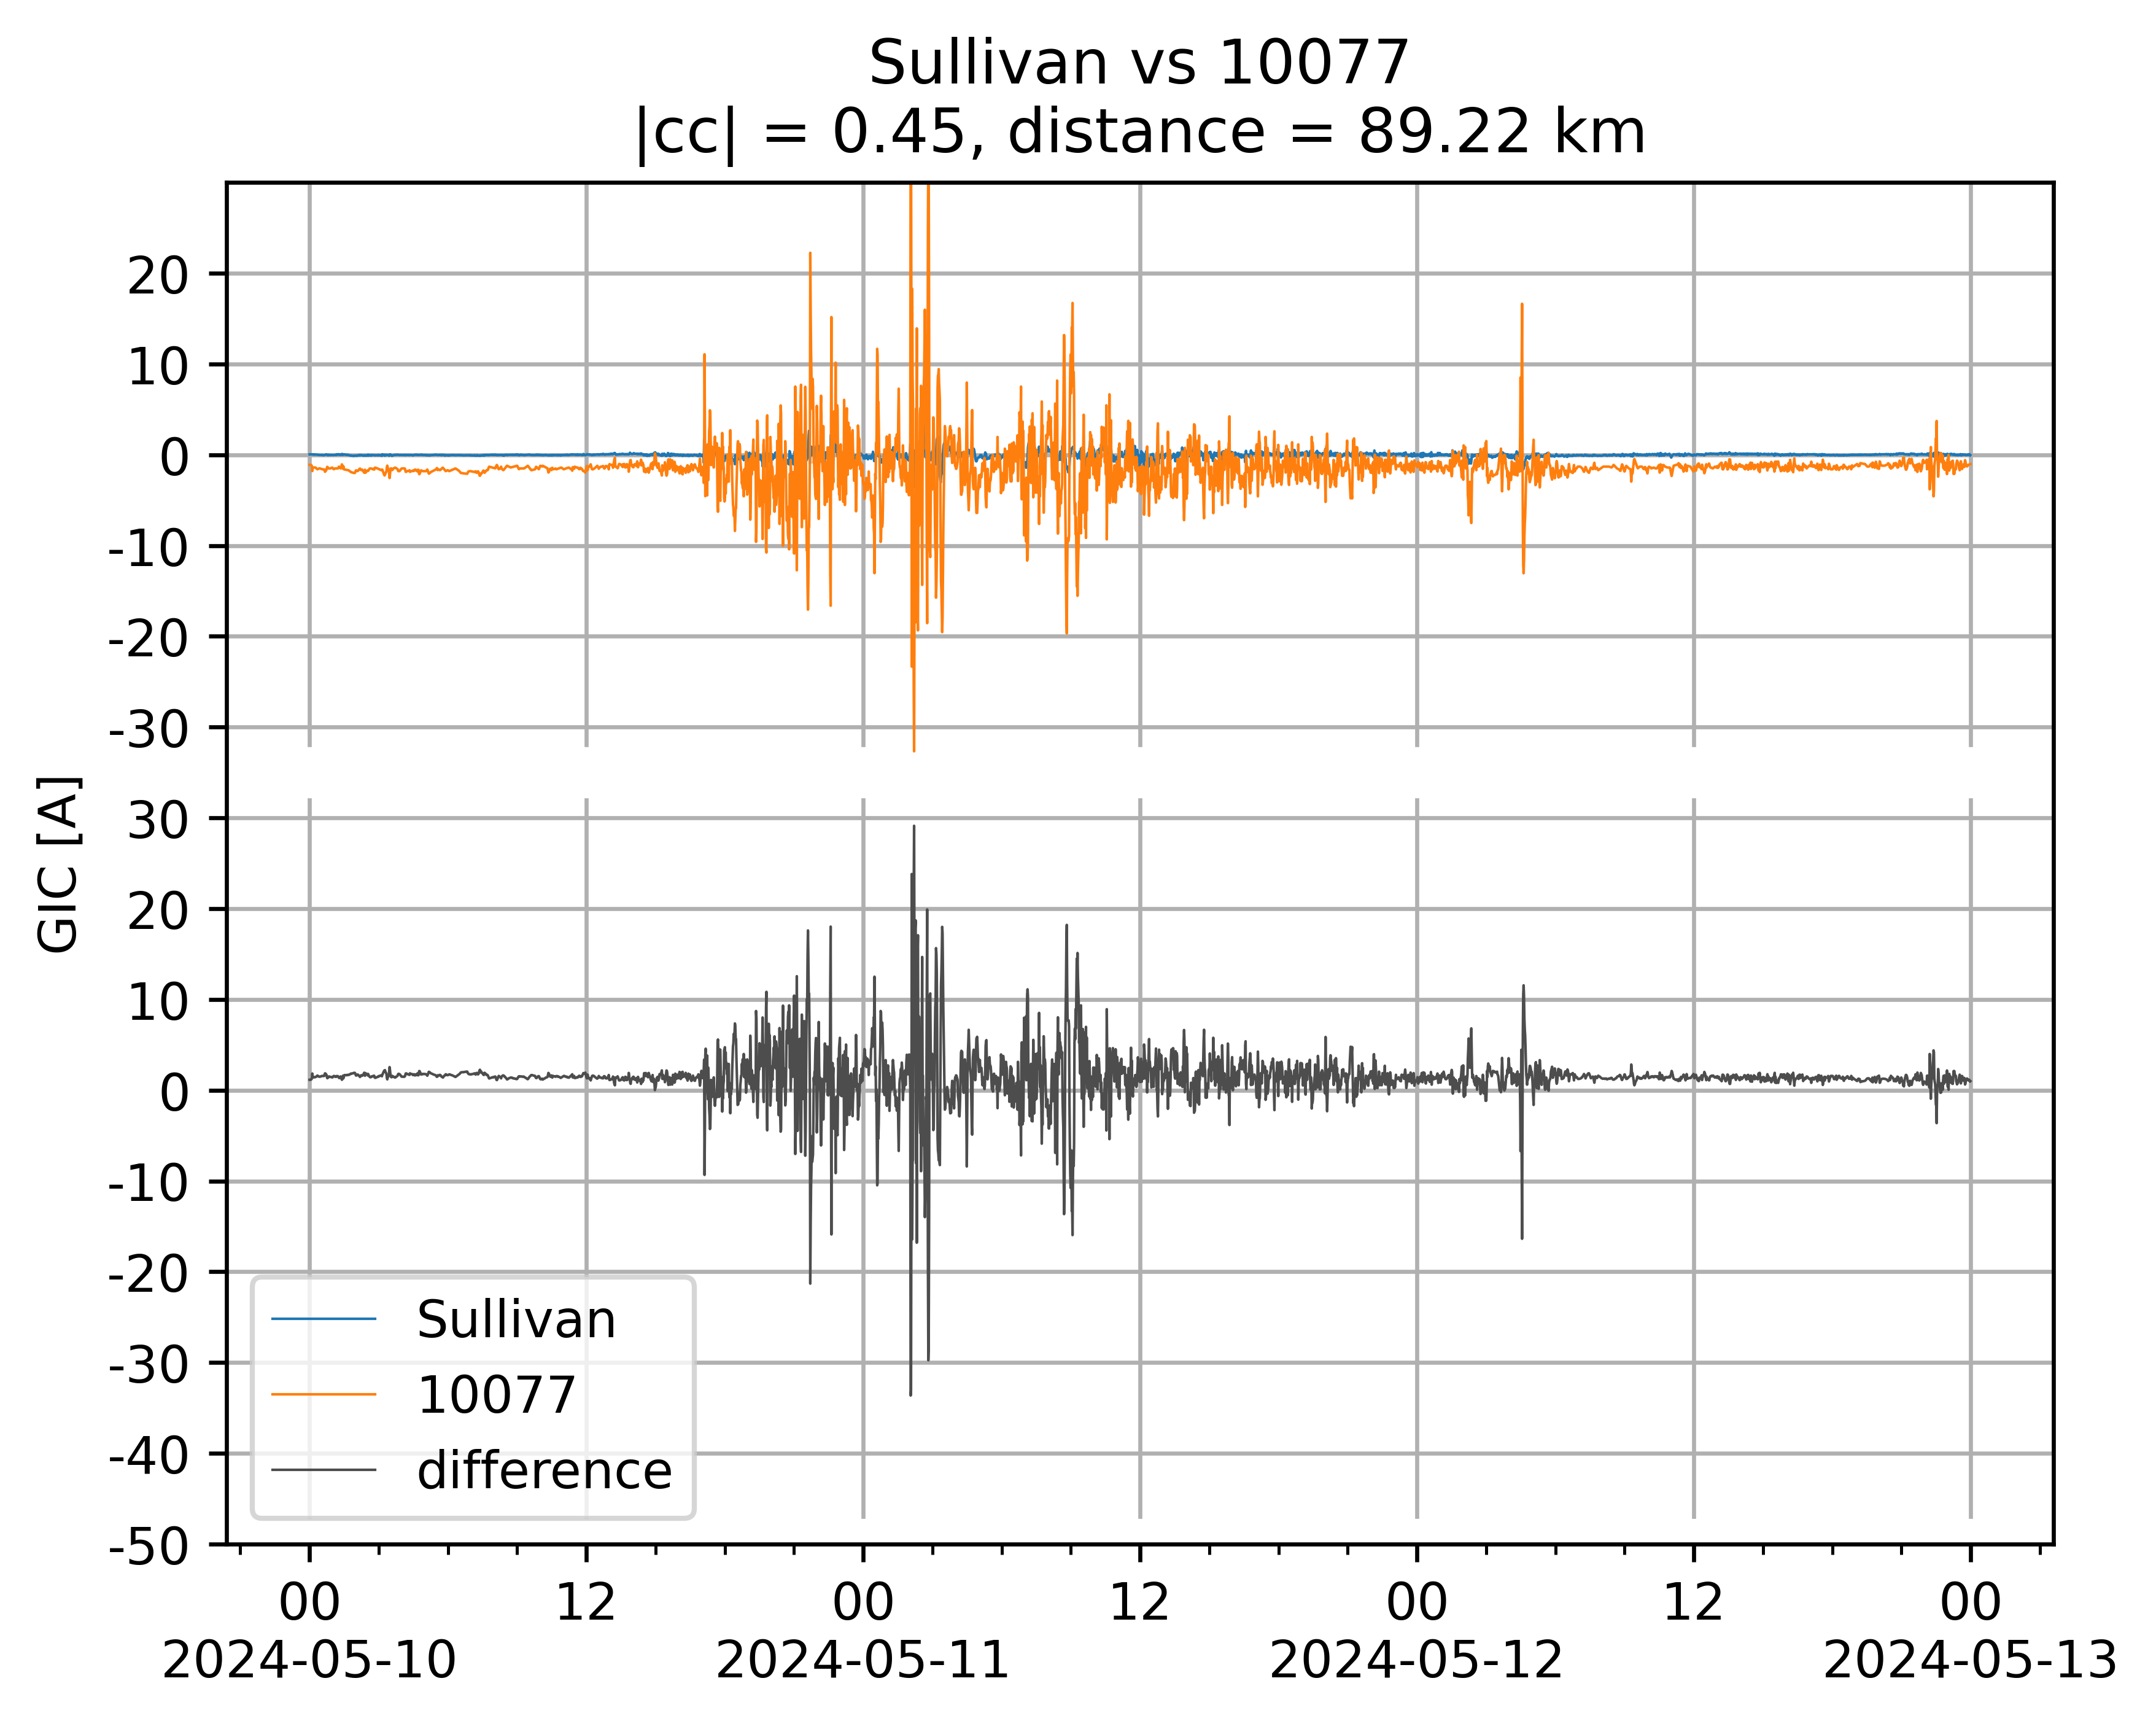 Sullivan vs 10077
|cc| = 0.45, distance = 89.22 km
GIC [A]
20
10
0
-10
-20
-30
30
20
10
0
-10
-20
-30
-40
-50
Sullivan
10077
difference
00 12 00 12 00 12 00
2024-05-10 2024-05-11 2024-05-12 2024-05-13